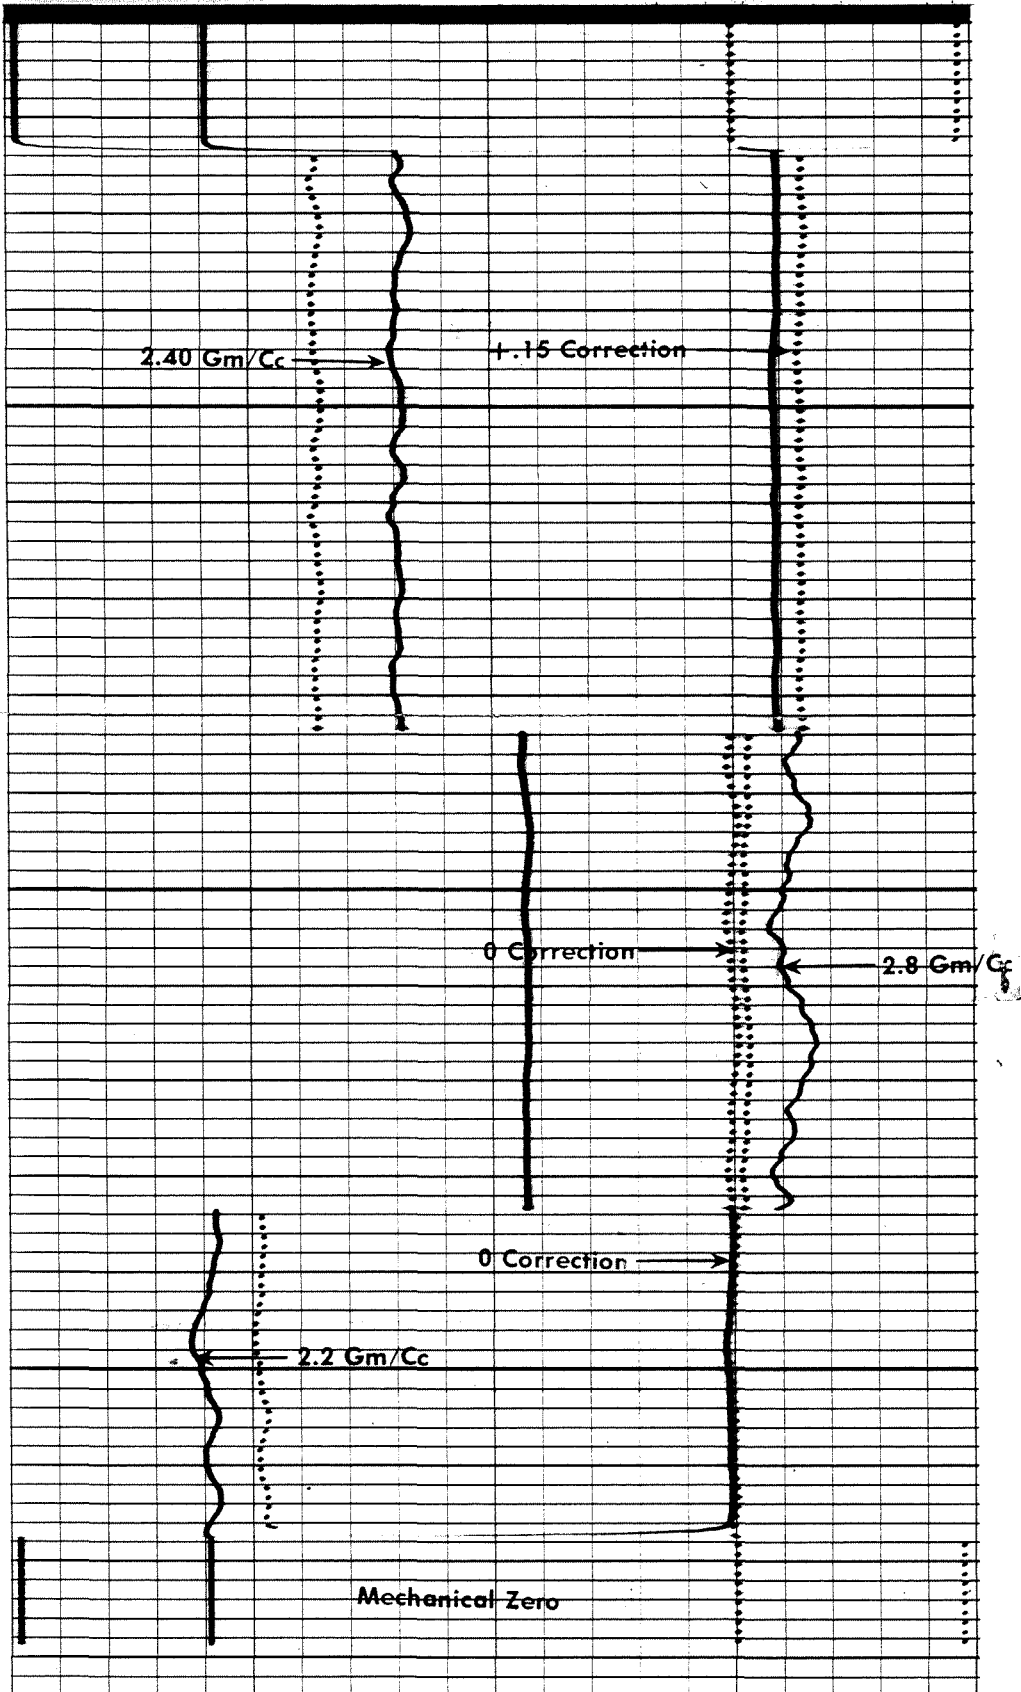 2.40 Gm/Cc
+.15 Correction
0 Correction
2.8 Gm/Cc
0 Correction
2.2 Gm/Cc
Mechanical Zero